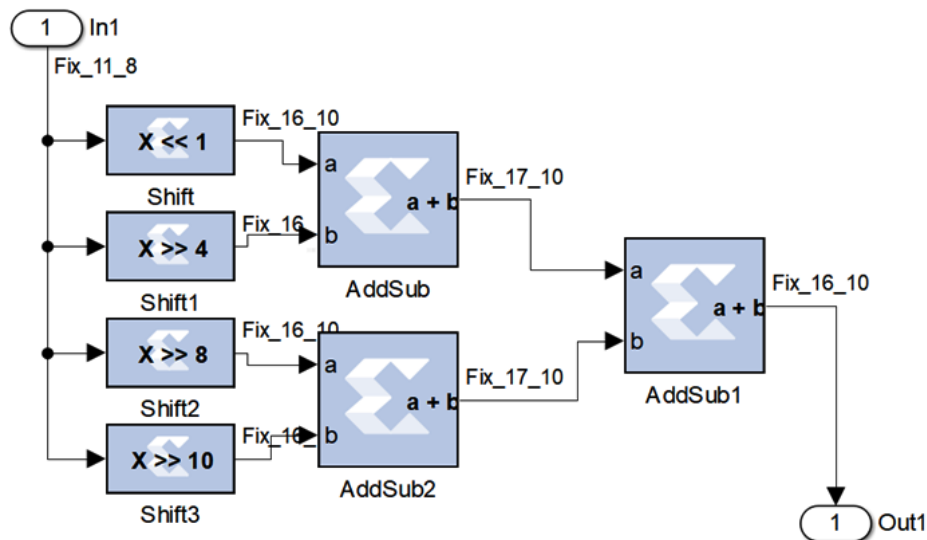 1 In1
Fix_11_8
X << 1
Shift
Fix_16_10
X >> 4
Shift1
Fix_16
a
b
a + b
AddSub
Fix_17_10
X >> 8
Shift2
Fix_16_10
X >> 10
Shift3
Fix_16
a
b
a + b
AddSub2
Fix_17_10
a
b
a + b
AddSub1
Fix_16_10
1 Out1